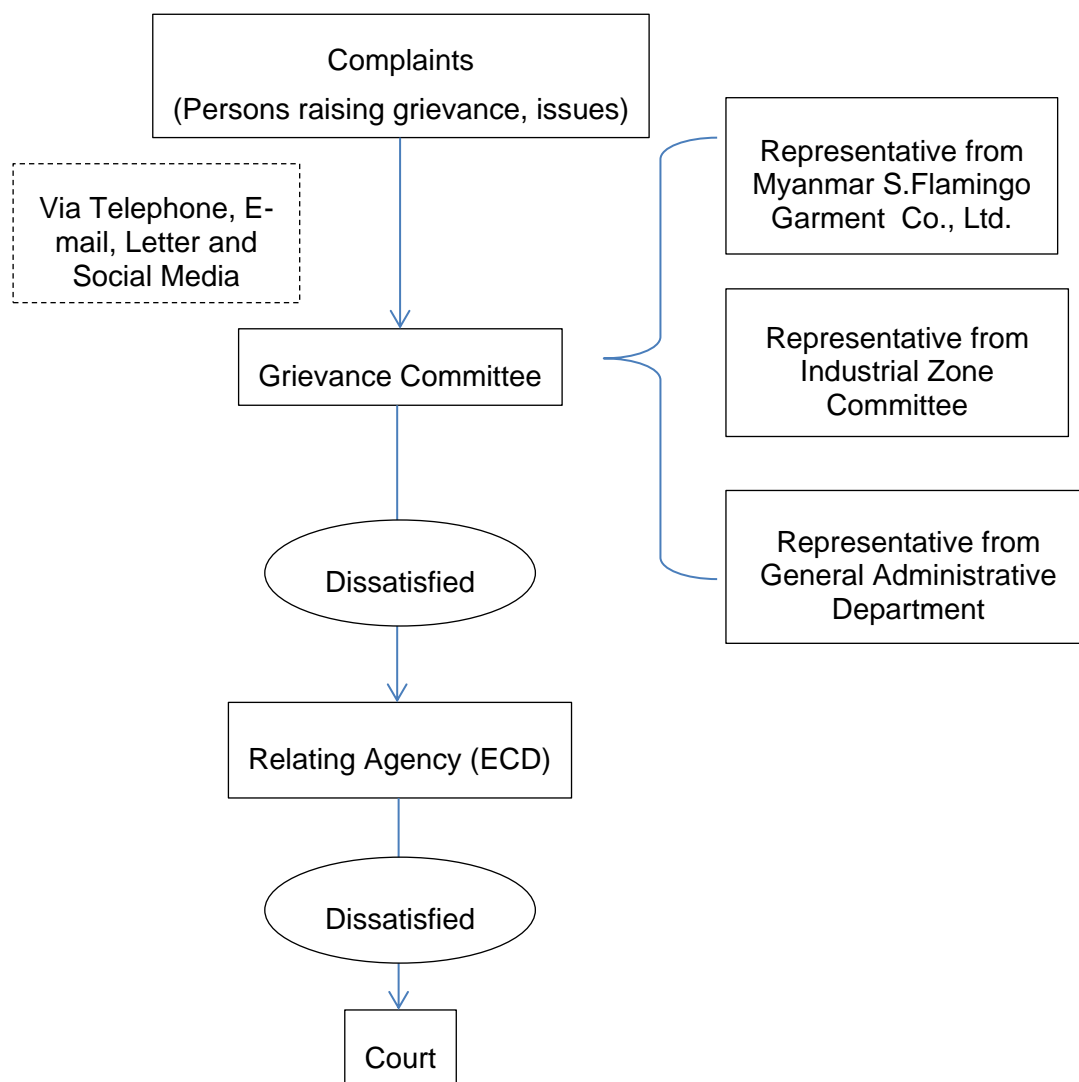 Complaints
(Persons raising grievance, issues)
Via Telephone, E-
mail, Letter and
Social Media
Grievance Committee
Representative from
Myanmar S.Flamingo
Garment Co., Ltd.
Representative from
Industrial Zone
Committee
Representative from
General Administrative
Department
Dissatisfied
Relating Agency (ECD)
Dissatisfied
Court